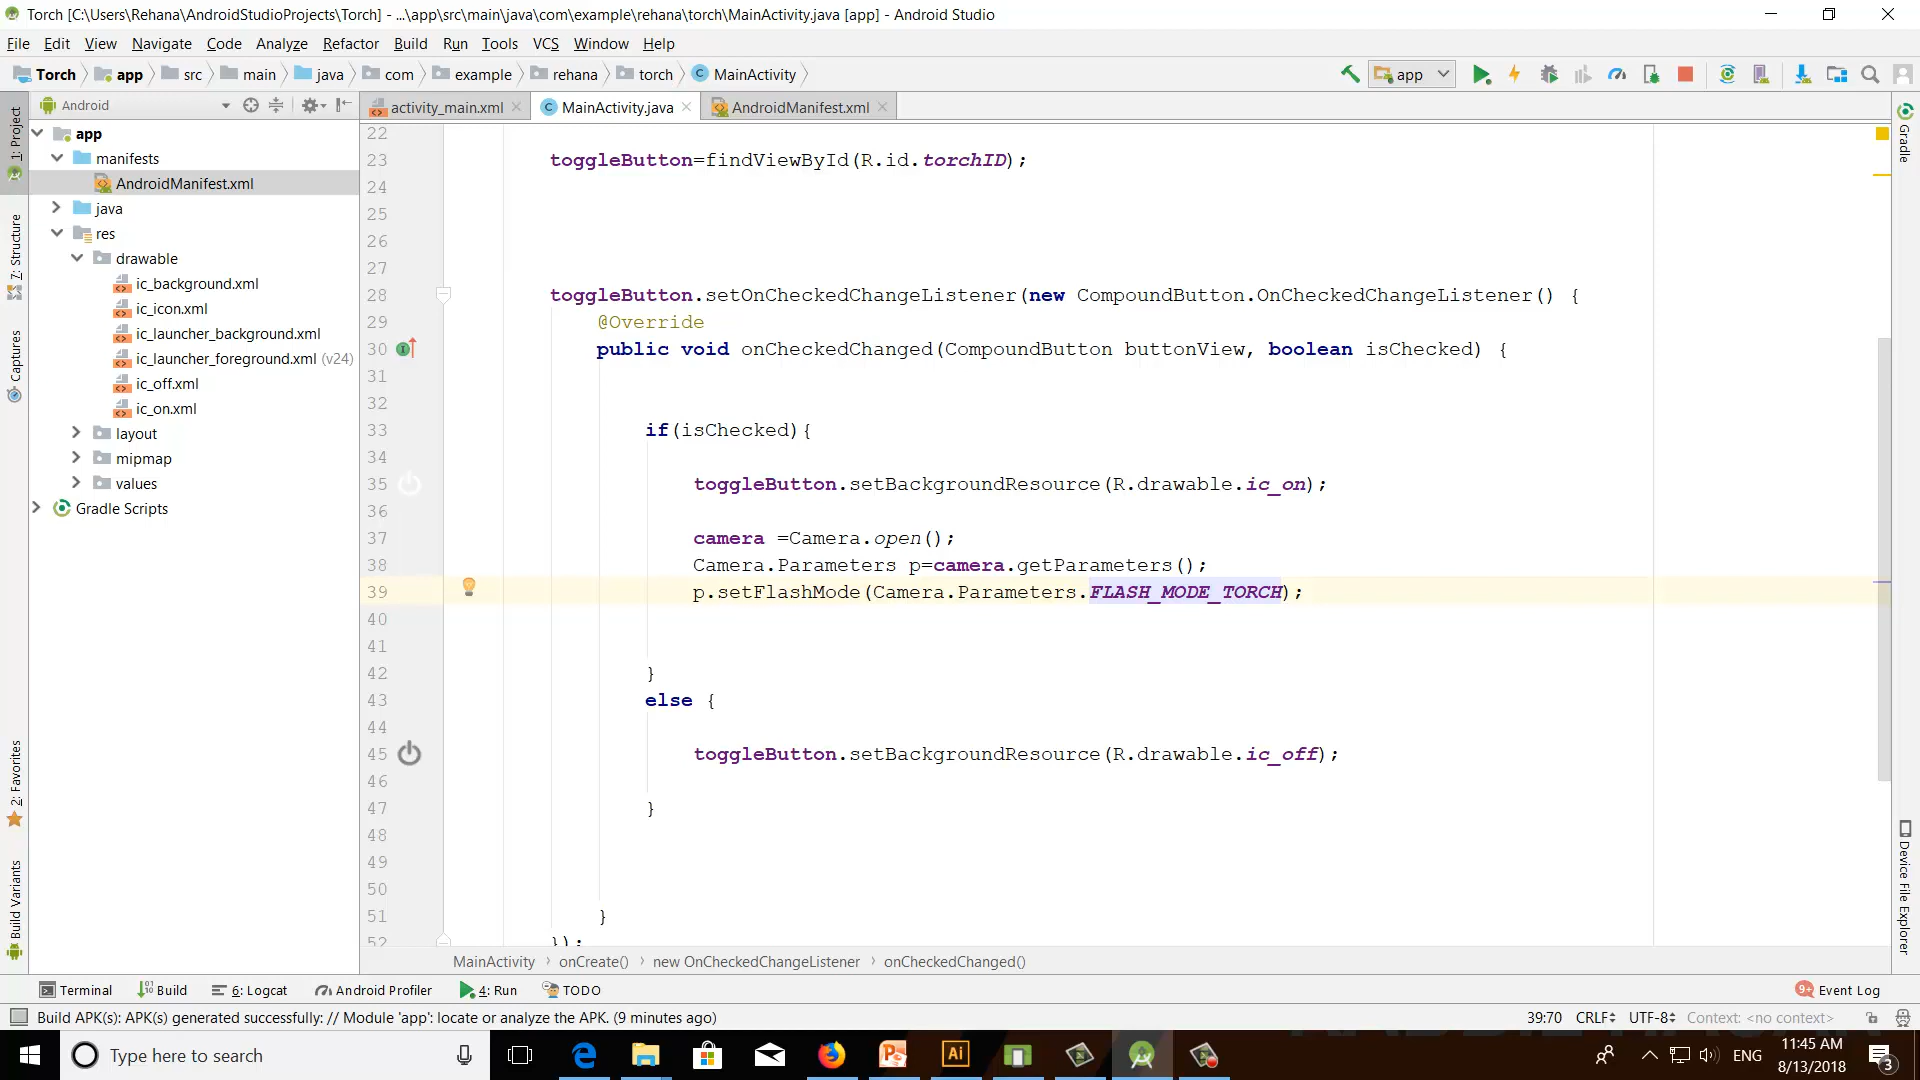 Torch [C:\Users\Rehana\AndroidStudioProjects\Torch] - ...\app\src\main\java\com\example\rehana\torch\MainActivity.java [app] - Android Studio
File Edit View Navigate Code Analyze Refactor Build Run Tools VCS Window Help
Torch app src main java com example rehana torch MainActivity app
Android
activity_main.xml MainActivity.java AndroidManifest.xml
1: Project
7: Structure
Captures
2: Favorites
Build Variants
app
manifests
AndroidManifest.xml
java
res
drawable
ic_background.xml
ic_icon.xml
ic_launcher_background.xml
ic_launcher_foreground.xml (v24)
ic_off.xml
ic_on.xml
layout
mipmap
values
Gradle Scripts
22
23 toggleButton=findViewById(R.id.torchID);
24
25
26
27
28 toggleButton.setOnCheckedChangeListener(new CompoundButton.OnCheckedChangeListener() {
29 @Override
30 public void onCheckedChanged(CompoundButton buttonView, boolean isChecked) {
31
32
33 if(isChecked){
34
35 toggleButton.setBackgroundResource(R.drawable.ic_on);
36
37 camera =Camera.open();
38 Camera.Parameters p=camera.getParameters();
39 p.setFlashMode(Camera.Parameters.FLASH_MODE_TORCH);
40
41
42 }
43 else {
44
45 toggleButton.setBackgroundResource(R.drawable.ic_off);
46
47 }
48
49
50
51 }
52 });
Gradle
Device File Explorer
MainActivity › onCreate() › new OnCheckedChangeListener › onCheckedChanged()
Terminal Build 6: Logcat Android Profiler 4: Run TODO 9+ Event Log
Build APK(s): APK(s) generated successfully: // Module 'app': locate or analyze the APK. (9 minutes ago) 39:70 CRLF UTF-8 Context: <no context>
Type here to search
Ai
ENG
11:45 AM
8/13/2018
3